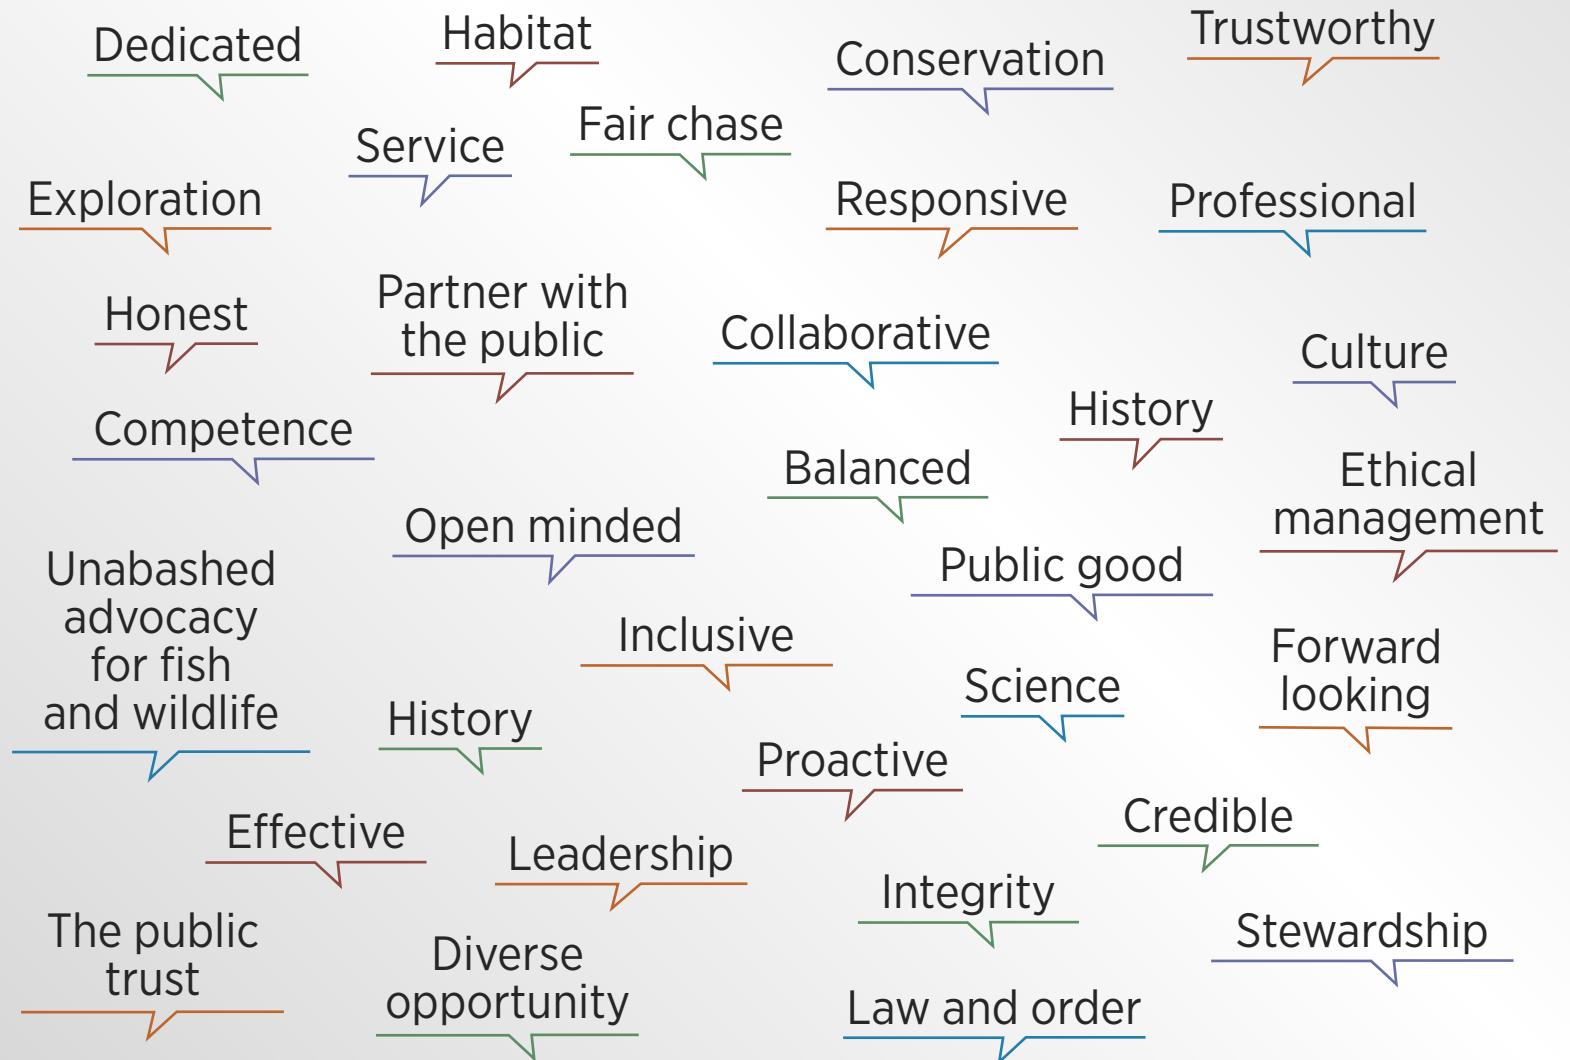 Dedicated
Habitat
Conservation
Trustworthy
Service
Fair chase
Exploration
Responsive
Professional
Honest
Partner with
the public
Collaborative
Culture
Competence
History
Balanced
Ethical
management
Open minded
Public good
Unabashed
advocacy
for fish
and wildlife
Inclusive
Science
Forward
looking
History
Proactive
Effective
Leadership
Credible
Integrity
The public
trust
Diverse
opportunity
Stewardship
Law and order